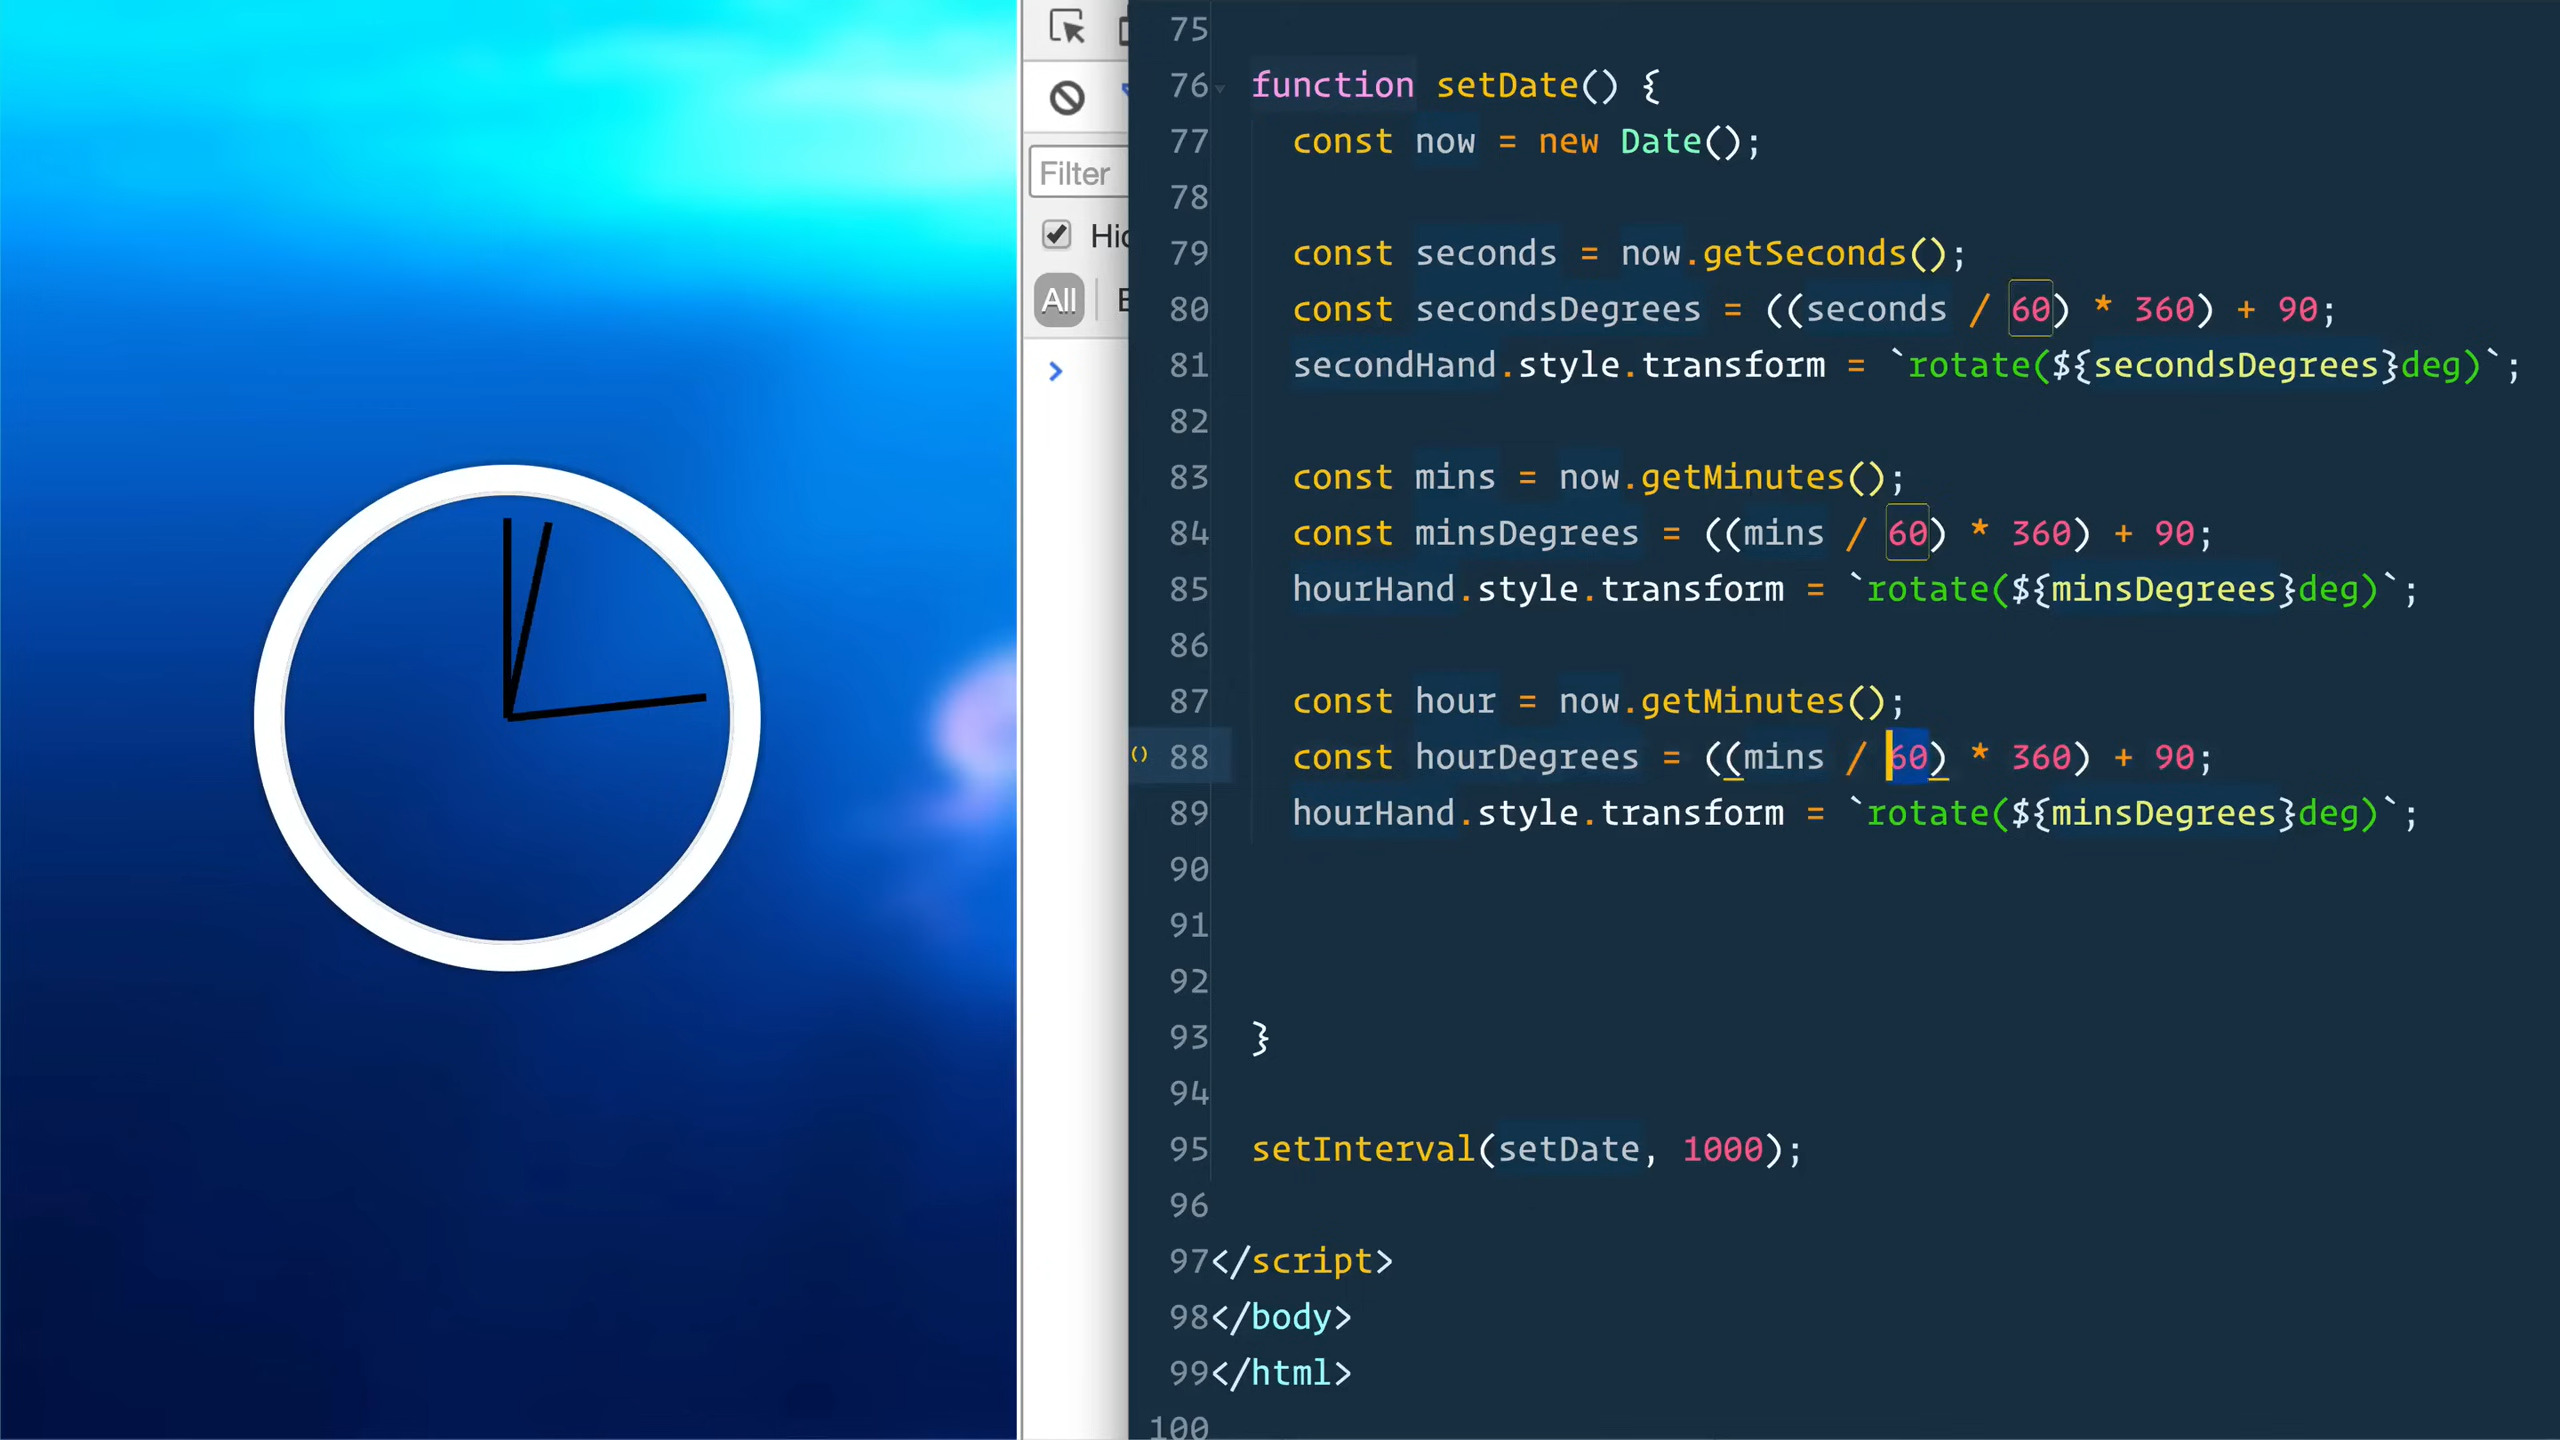 Filter
Hic
All
E
75
76 function setDate() {
77 const now = new Date();
78
79 const seconds = now.getSeconds();
80 const secondsDegrees = ((seconds / 60) * 360) + 90;
81 secondHand.style.transform = `rotate(${secondsDegrees}deg)`;
82
83 const mins = now.getMinutes();
84 const minsDegrees = ((mins / 60) * 360) + 90;
85 hourHand.style.transform = `rotate(${minsDegrees}deg)`;
86
87 const hour = now.getMinutes();
() 88 const hourDegrees = ((mins / 60) * 360) + 90;
89 hourHand.style.transform = `rotate(${minsDegrees}deg)`;
90
91
92
93 }
94
95 setInterval(setDate, 1000);
96
97 </script>
98 </body>
99 </html>
100